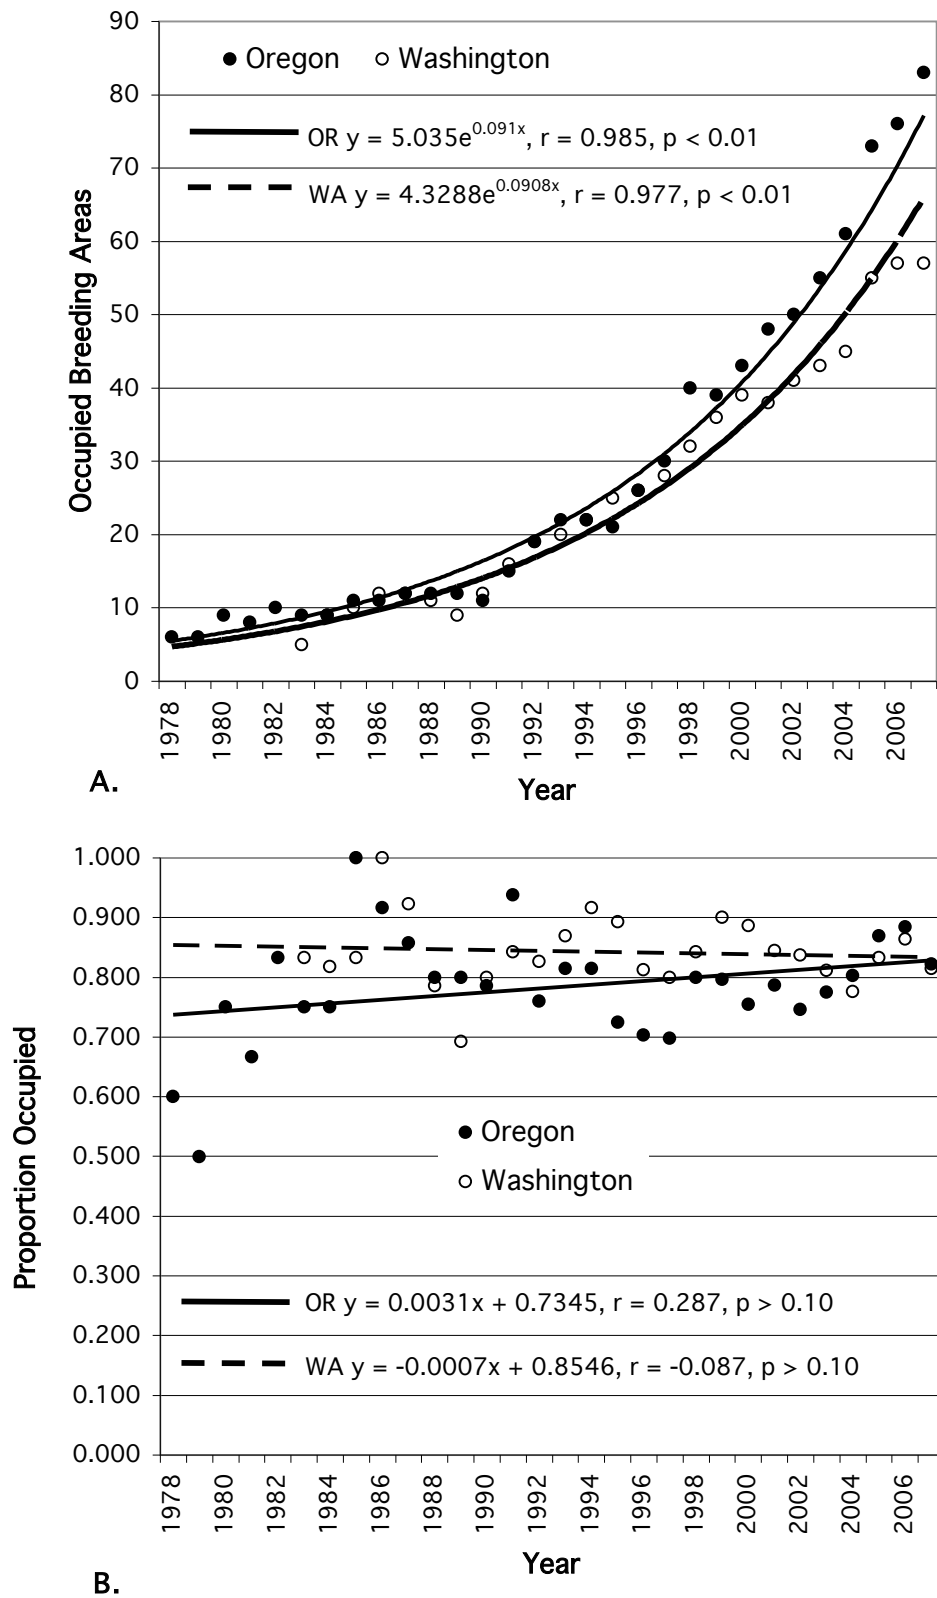 90
Oregon Washington
80
OR y = 5.035e^0.091x, r = 0.985, p < 0.01
70
WA y = 4.3288e^0.0908x, r = 0.977, p < 0.01
60
50
40
30
20
10
0
Occupied Breeding Areas
1978 1980 1982 1984 1986 1988 1990 1992 1994 1996 1998 2000 2002 2004 2006
A.
Year
1.000
0.900
0.800
0.700
0.600
Oregon
0.500
Washington
0.400
0.300
OR y = 0.0031x + 0.7345, r = 0.287, p > 0.10
0.200
WA y = -0.0007x + 0.8546, r = -0.087, p > 0.10
0.100
0.000
Proportion Occupied
1978 1980 1982 1984 1986 1988 1990 1992 1994 1996 1998 2000 2002 2004 2006
Year
B.